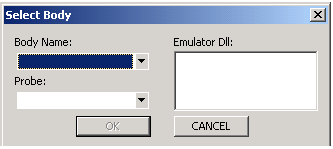 Select Body
Body Name:
Emulator Dll:
Probe:
OK
CANCEL